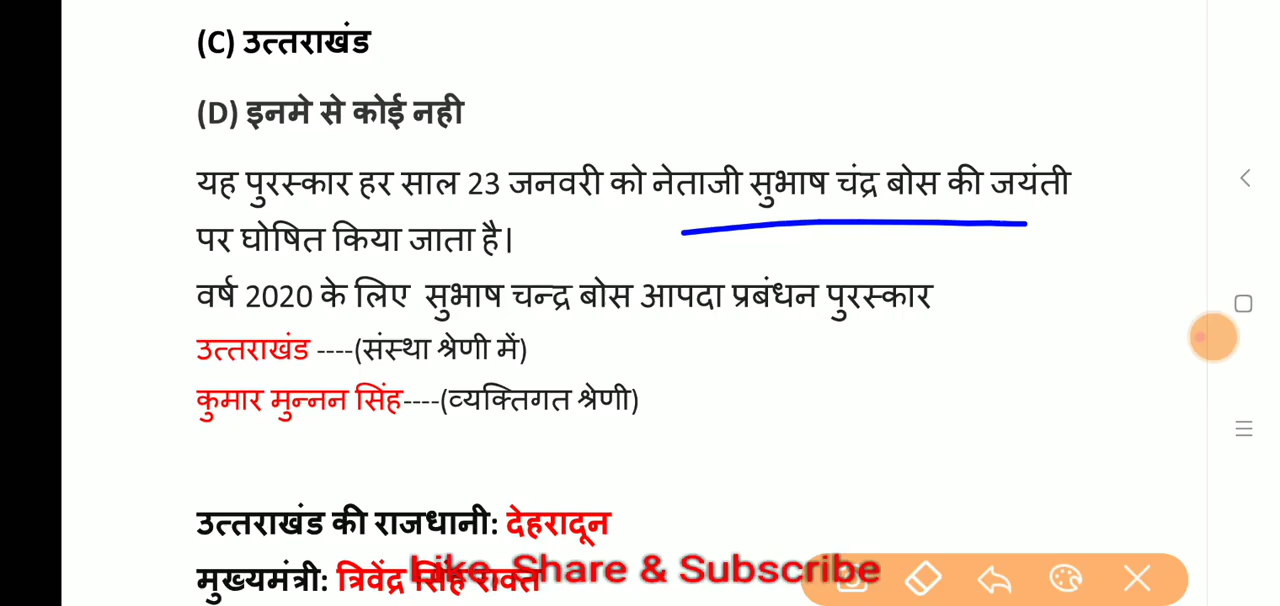 (C) उत्तराखंड
(D) इनमे से कोई नही
यह पुरस्कार हर साल 23 जनवरी को नेताजी सुभाष चंद्र बोस की जयंती
पर घोषित किया जाता है।
वर्ष 2020 के लिए सुभाष चन्द्र बोस आपदा प्रबंधन पुरस्कार
उत्तराखंड ----(संस्था श्रेणी में)
कुमार मुन्नन सिंह----(व्यक्तिगत श्रेणी)
उत्तराखंड की राजधानी: देहरादून
मुख्यमंत्री: त्रिवेंद्र सिंह रावत
Like, Share & Subscribe